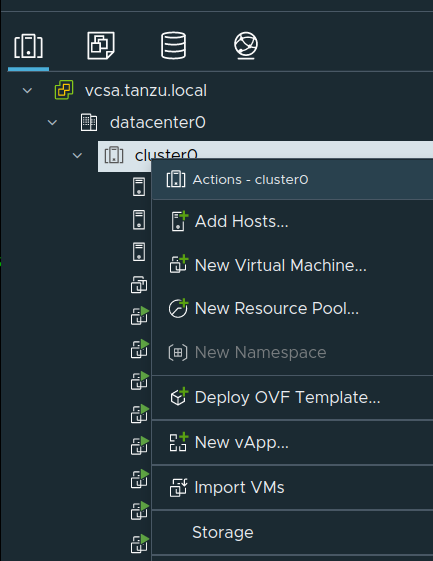 vcsa.tanzu.local
datacenter0
cluster0
Actions - cluster0
Add Hosts...
New Virtual Machine...
New Resource Pool...
New Namespace
Deploy OVF Template...
New vApp...
Import VMs
Storage